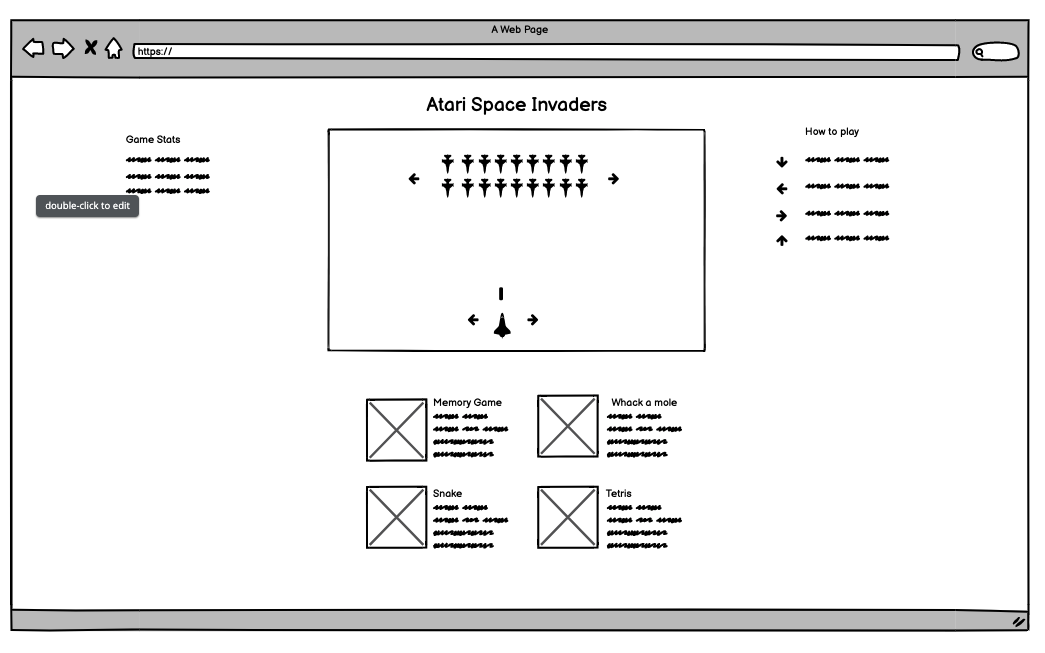 A Web Page
https://
Atari Space Invaders
Game Stats
How to play
double-click to edit
Memory Game
Whack a mole
Snake
Tetris